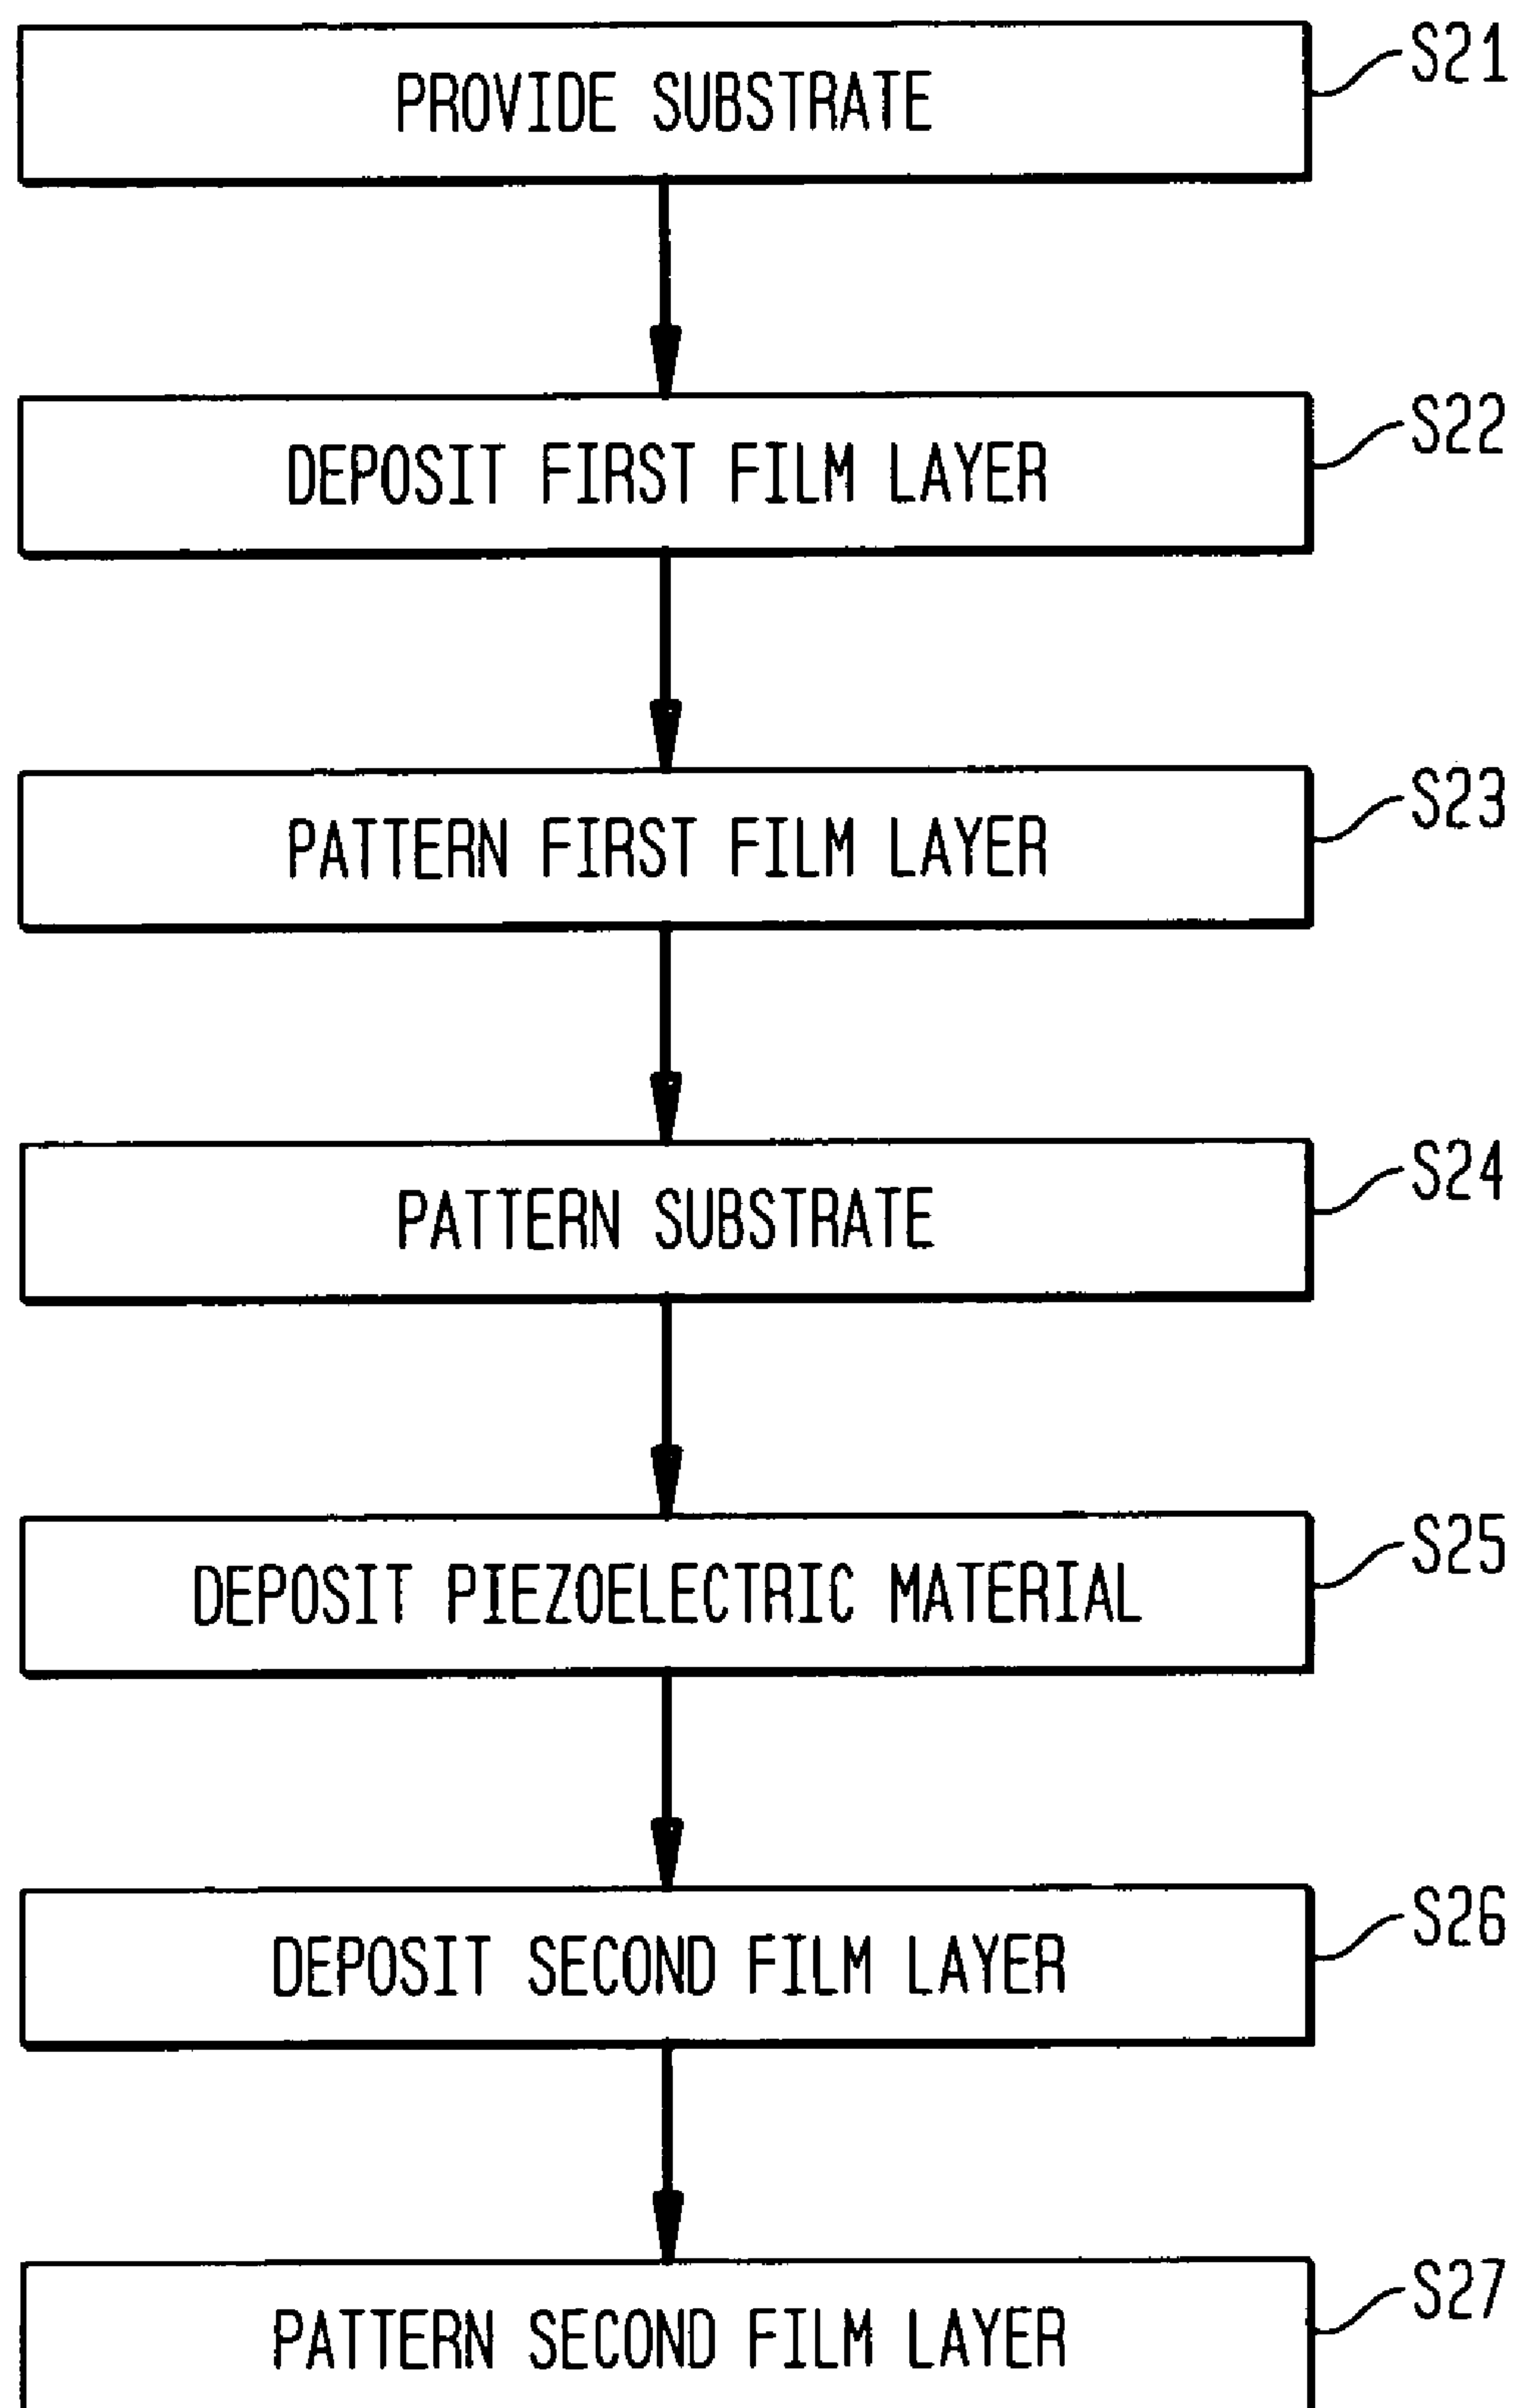 PROVIDE SUBSTRATE
S21
DEPOSIT FIRST FILM LAYER
S22
PATTERN FIRST FILM LAYER
S23
PATTERN SUBSTRATE
S24
DEPOSIT PIEZOELECTRIC MATERIAL
S25
DEPOSIT SECOND FILM LAYER
S26
PATTERN SECOND FILM LAYER
S27